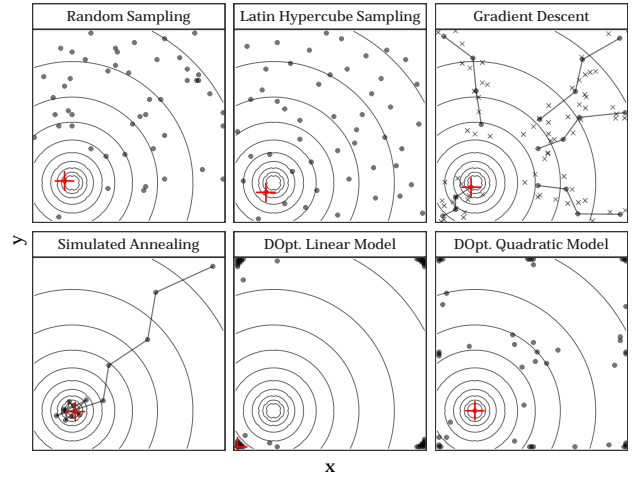 Random Sampling
Latin Hypercube Sampling
Gradient Descent
Simulated Annealing
DOpt. Linear Model
DOpt. Quadratic Model
y
x